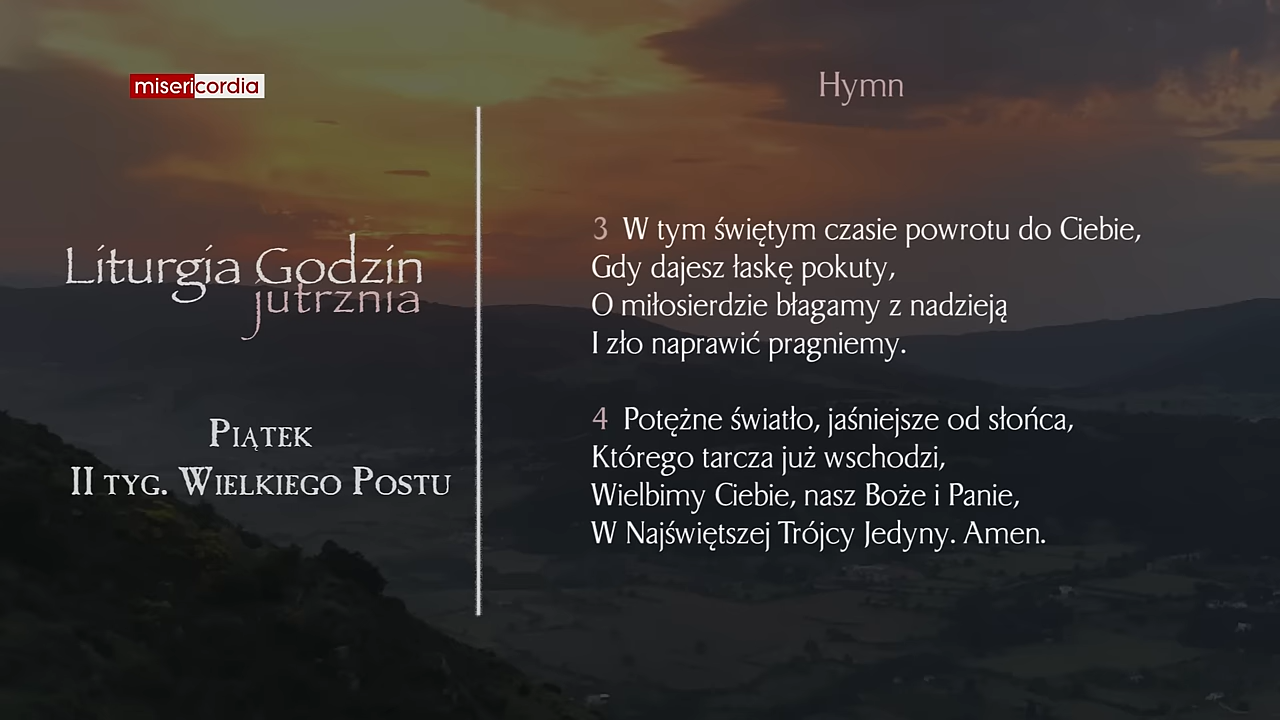 misericordia
Liturgia Godzin
jutrznia
Piątek
II tyg. Wielkiego Postu
Hymn
3 W tym świętym czasie powrotu do Ciebie,
Gdy dajesz łaskę pokuty,
O miłosierdzie błagamy z nadzieją
I zło naprawić pragniemy.
4 Potężne światło, jaśniejsze od słońca,
Którego tarcza już wschodzi,
Wielbimy Ciebie, nasz Boże i Panie,
W Najświętszej Trójcy Jedyny. Amen.